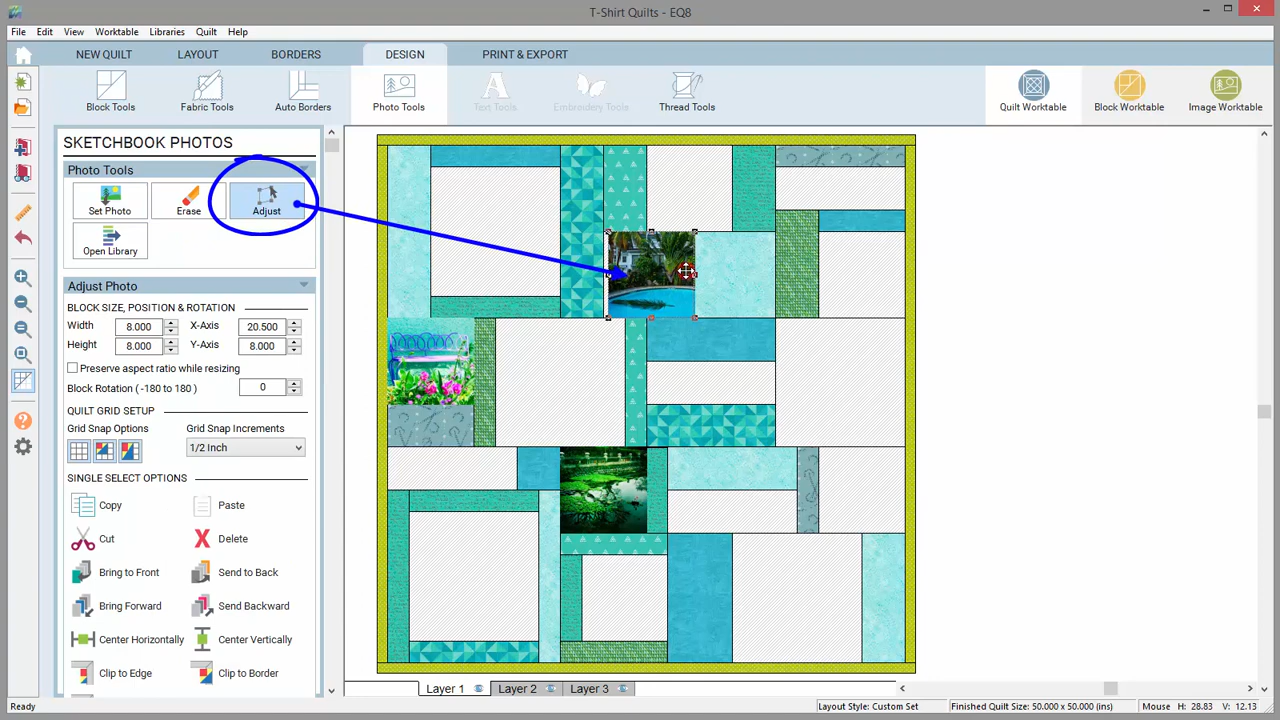 T-Shirt Quilts - EQ8
File Edit View Worktable Libraries Quilt Help
NEW QUILT LAYOUT BORDERS DESIGN PRINT & EXPORT
Block Tools Fabric Tools Auto Borders Photo Tools Text Tools Embroidery Tools Thread Tools Quilt Worktable Block Worktable Image Worktable
SKETCHBOOK PHOTOS
Photo Tools
Set Photo Erase Adjust
Open Library
Adjust Photo
BLOCK SIZE, POSITION & ROTATION
Width 8.000 X-Axis 20.500
Height 8.000 Y-Axis 8.000
Preserve aspect ratio while resizing
Block Rotation (-180 to 180 ) 0
QUILT GRID SETUP
Grid Snap Options Grid Snap Increments
1/2 Inch
SINGLE SELECT OPTIONS
Copy Paste
Cut Delete
Bring to Front Send to Back
Bring Forward Send Backward
Center Horizontally Center Vertically
Clip to Edge Clip to Border
Layer 1 Layer 2 Layer 3
Ready Layout Style: Custom Set Finished Quilt Size: 50.000 x 50.000 (ins) Mouse H: 28.83 V: 12.13